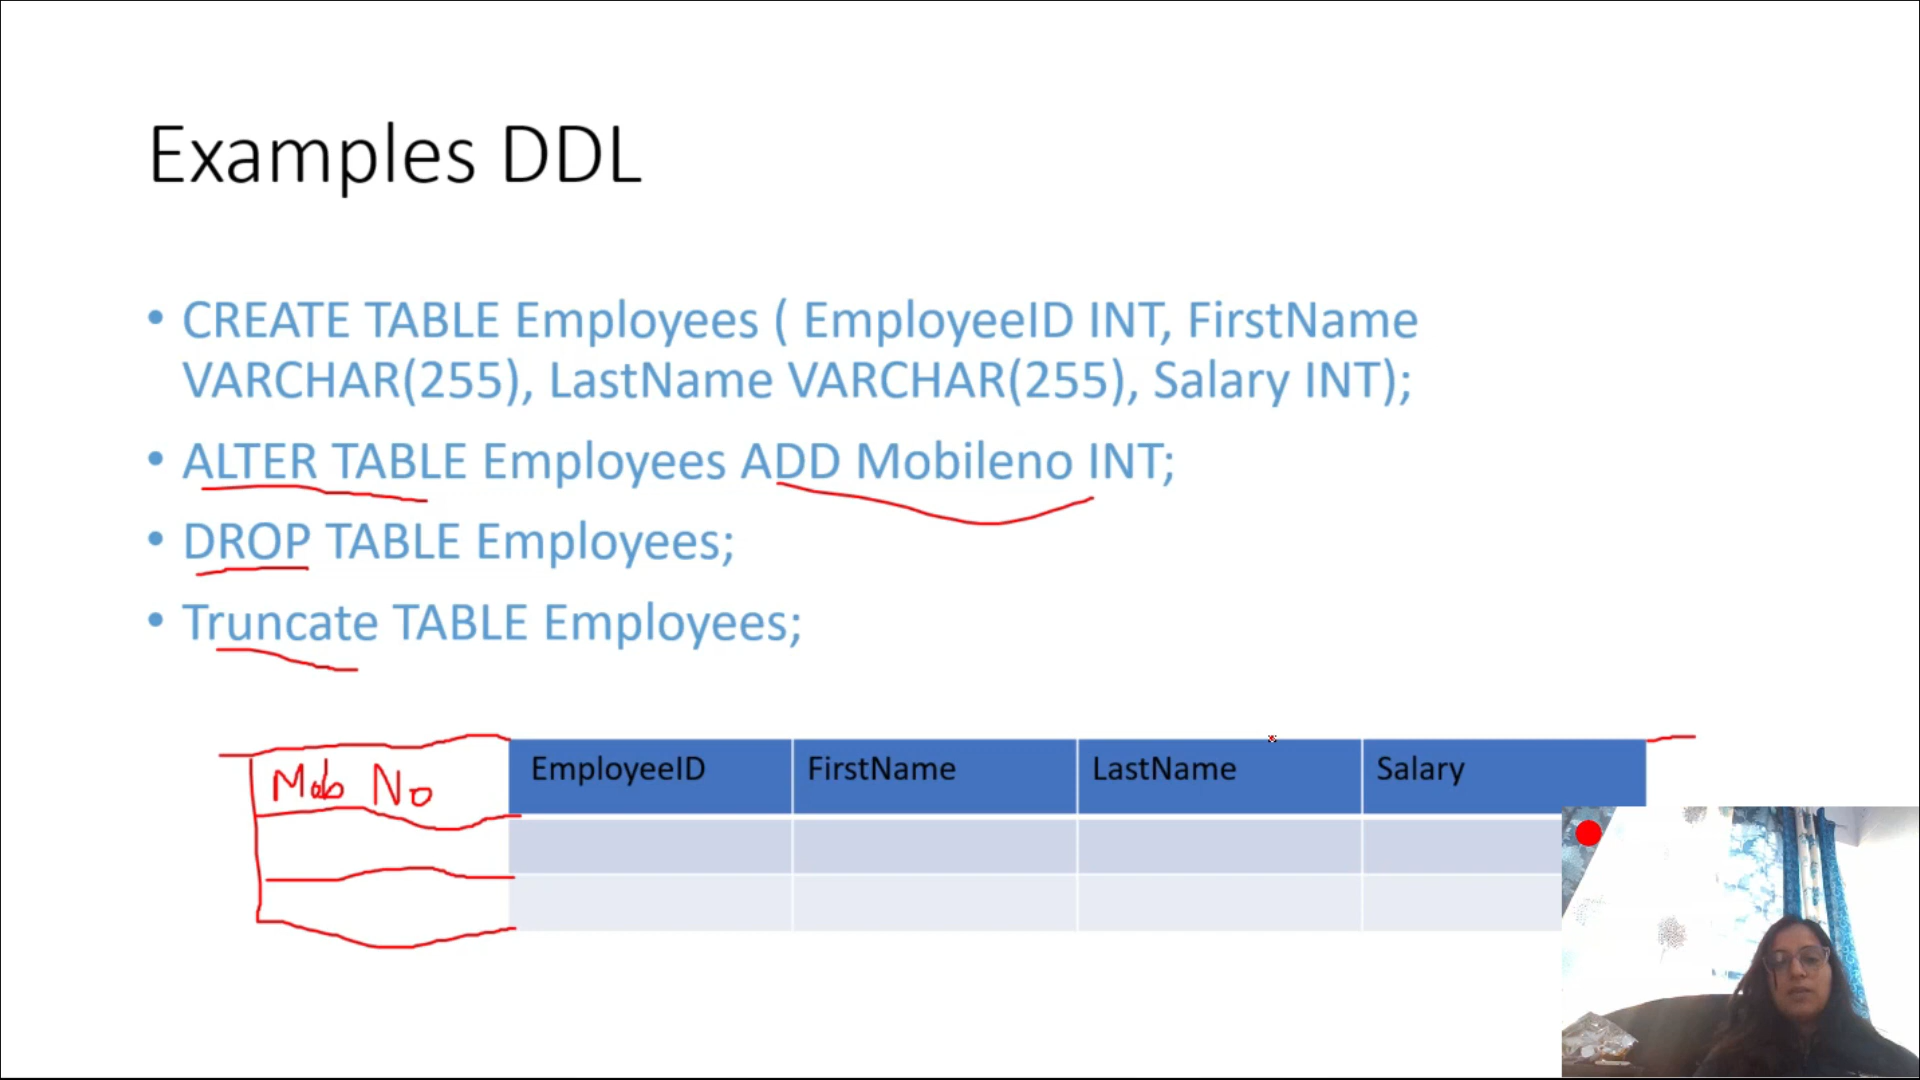 Examples DDL
• CREATE TABLE Employees ( EmployeeID INT, FirstName
VARCHAR(255), LastName VARCHAR(255), Salary INT);
• ALTER TABLE Employees ADD Mobileno INT;
• DROP TABLE Employees;
• Truncate TABLE Employees;
Mob No EmployeeID FirstName LastName Salary